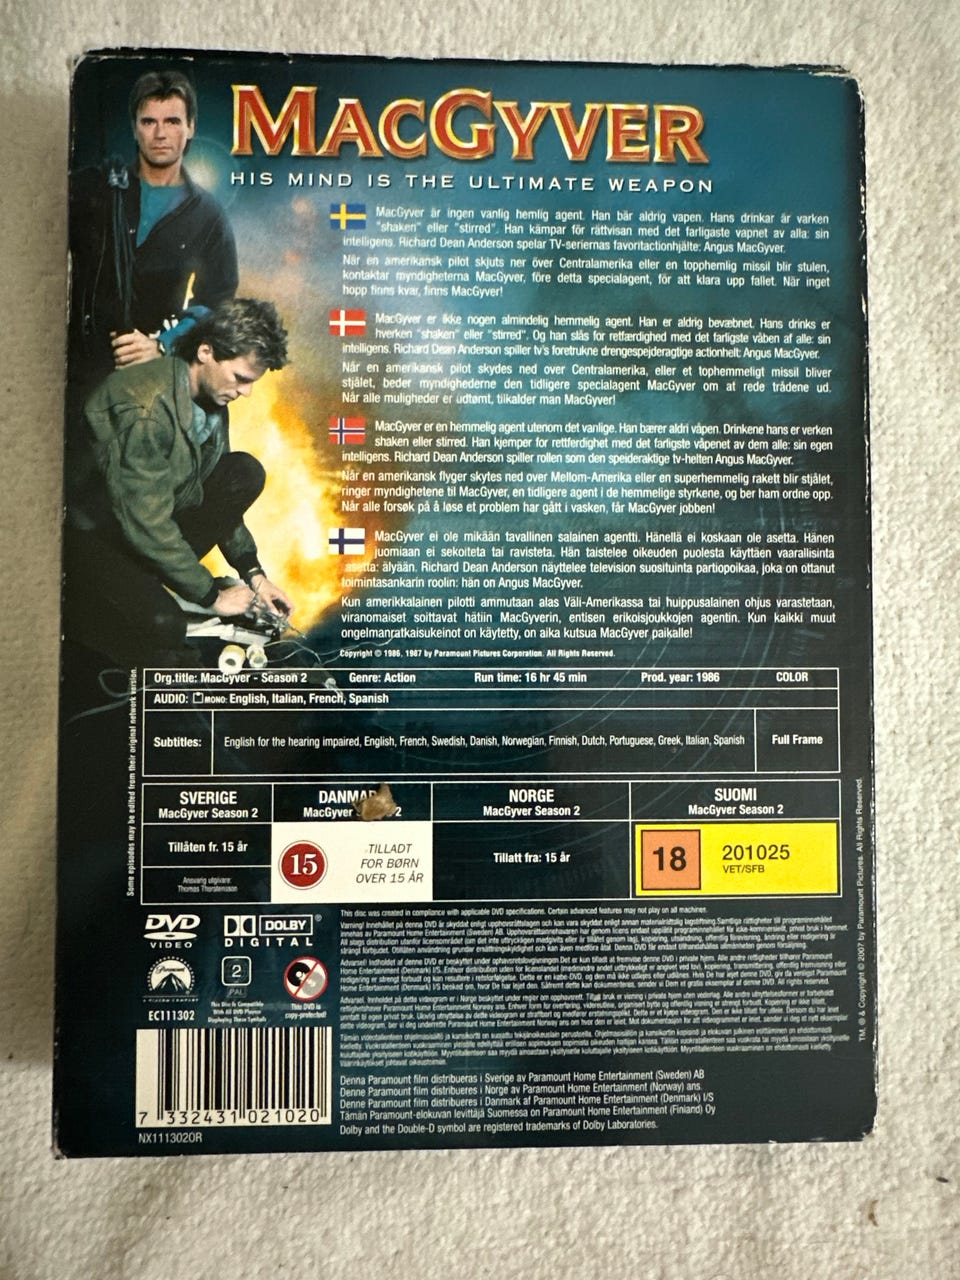 MACGYVER
HIS MIND IS THE ULTIMATE WEAPON
MacGyver är ingen vanlig hemlig agent. Han bär aldrig vapen. Hans drinkar är varken
"shaken" eller "stirred". Han kämpar för rättvisan med det farligaste vapnet av alla: sin
intelligens. Richard Dean Anderson spelar TV-seriernas favoritactionhjälte: Angus MacGyver.
När en amerikansk pilot skjuts ner över Centralamerika eller en topphemlig missil blir stulen,
kontaktar myndigheterna MacGyver, före detta specialagent, för att klara upp fallet. När inget
hopp finns kvar, finns MacGyver!
MacGyver er ikke nogen almindelig hemmelig agent. Han er aldrig bevæbnet. Hans drinks er
hverken "shaken" eller "stirred". Og han slås for retfærdighed med det farligste våben af alle: sin
intelligens. Richard Dean Anderson spiller tv's foretrukne drengespejderagtige actionhelt: Angus MacGyver.
Når en amerikansk pilot skydes ned over Centralamerika, eller et tophemmeligt missil bliver
stjålet, beder myndighederne den tidligere specialagent MacGyver om at rede trådene ud.
Når alle muligheder er udtømt, tilkalder man MacGyver!
MacGyver er en hemmelig agent utenom det vanlige. Han bærer aldri våpen. Drinkene hans er verken
shaken eller stirred. Han kjemper for rettferdighet med det farligste våpenet av dem alle: sin egen
intelligens. Richard Dean Anderson spiller rollen som den speideraktige tv-helten Angus MacGyver.
Når en amerikansk flyger skytes ned over Mellom-Amerika eller en superhemmelig rakett blir stjålet,
ringer myndighetene til MacGyver, en tidligere agent i de hemmelige styrkene, og ber ham ordne opp.
Når alle forsøk på å løse et problem har gått i vasken, får MacGyver jobben!
MacGyver ei ole mikään tavallinen salainen agentti. Hänellä ei koskaan ole asetta. Hänen
juomiaan ei sekoiteta tai ravisteta. Hän taistelee oikeuden puolesta käyttäen vaarallisinta
asetta: älyään. Richard Dean Anderson näyttelee television suosituinta partiopoikaa, joka on ottanut
toimintasankarin roolin: hän on Angus MacGyver.
Kun amerikkalainen pilotti ammutaan alas Väli-Amerikassa tai huippusalainen ohjus varastetaan,
viranomaiset soittavat hätiin MacGyverin, entisen erikoisjoukkojen agentin. Kun kaikki muut
ongelmanratkaisukeinot on käytetty, on aika kutsua MacGyver paikalle!
Copyright © 1986, 1987 by Paramount Pictures Corporation. All Rights Reserved.
Some episodes may be edited from their original network version.
Org.title: MacGyver - Season 2 Genre: Action Run time: 16 hr 45 min Prod. year: 1986 COLOR
AUDIO: MONO: English, Italian, French, Spanish
Subtitles: English for the hearing impaired, English, French, Swedish, Danish, Norwegian, Finnish, Dutch, Portuguese, Greek, Italian, Spanish Full Frame
SVERIGE
MacGyver Season 2
Tillåten fr. 15 år
Ansvarig utgivare:
Thomas Thorstensson
DANMAR
MacGyver 2
15
TILLADT
FOR BØRN
OVER 15 ÅR
NORGE
MacGyver Season 2
Tillatt fra: 15 år
SUOMI
MacGyver Season 2
18
201025
VET/SFB
TM, ® & Copyright © 2007 by Paramount Pictures. All Rights Reserved.
DVD
VIDEO
DOLBY
DIGITAL
Paramount
2
PAL
This Disc is Compatible
With All DVD Players
Displaying These Symbols
This DVD is
copy-protected!
EC111302
This disc was created in compliance with applicable DVD specifications. Certain advanced features may not play on all machines.
Denna Paramount film distribueras i Sverige av Paramount Home Entertainment (Sweden) AB
Denne Paramount film distribueres i Norge av Paramount Home Entertainment (Norway) ans.
Denne Paramount film distribueres i Danmark af Paramount Home Entertainment (Denmark) I/S
Tämän Paramount-elokuvan levittäjä Suomessa on Paramount Home Entertainment (Finland) Oy
Dolby and the Double-D symbol are registered trademarks of Dolby Laboratories.
7 332431 021020
NX111302OR